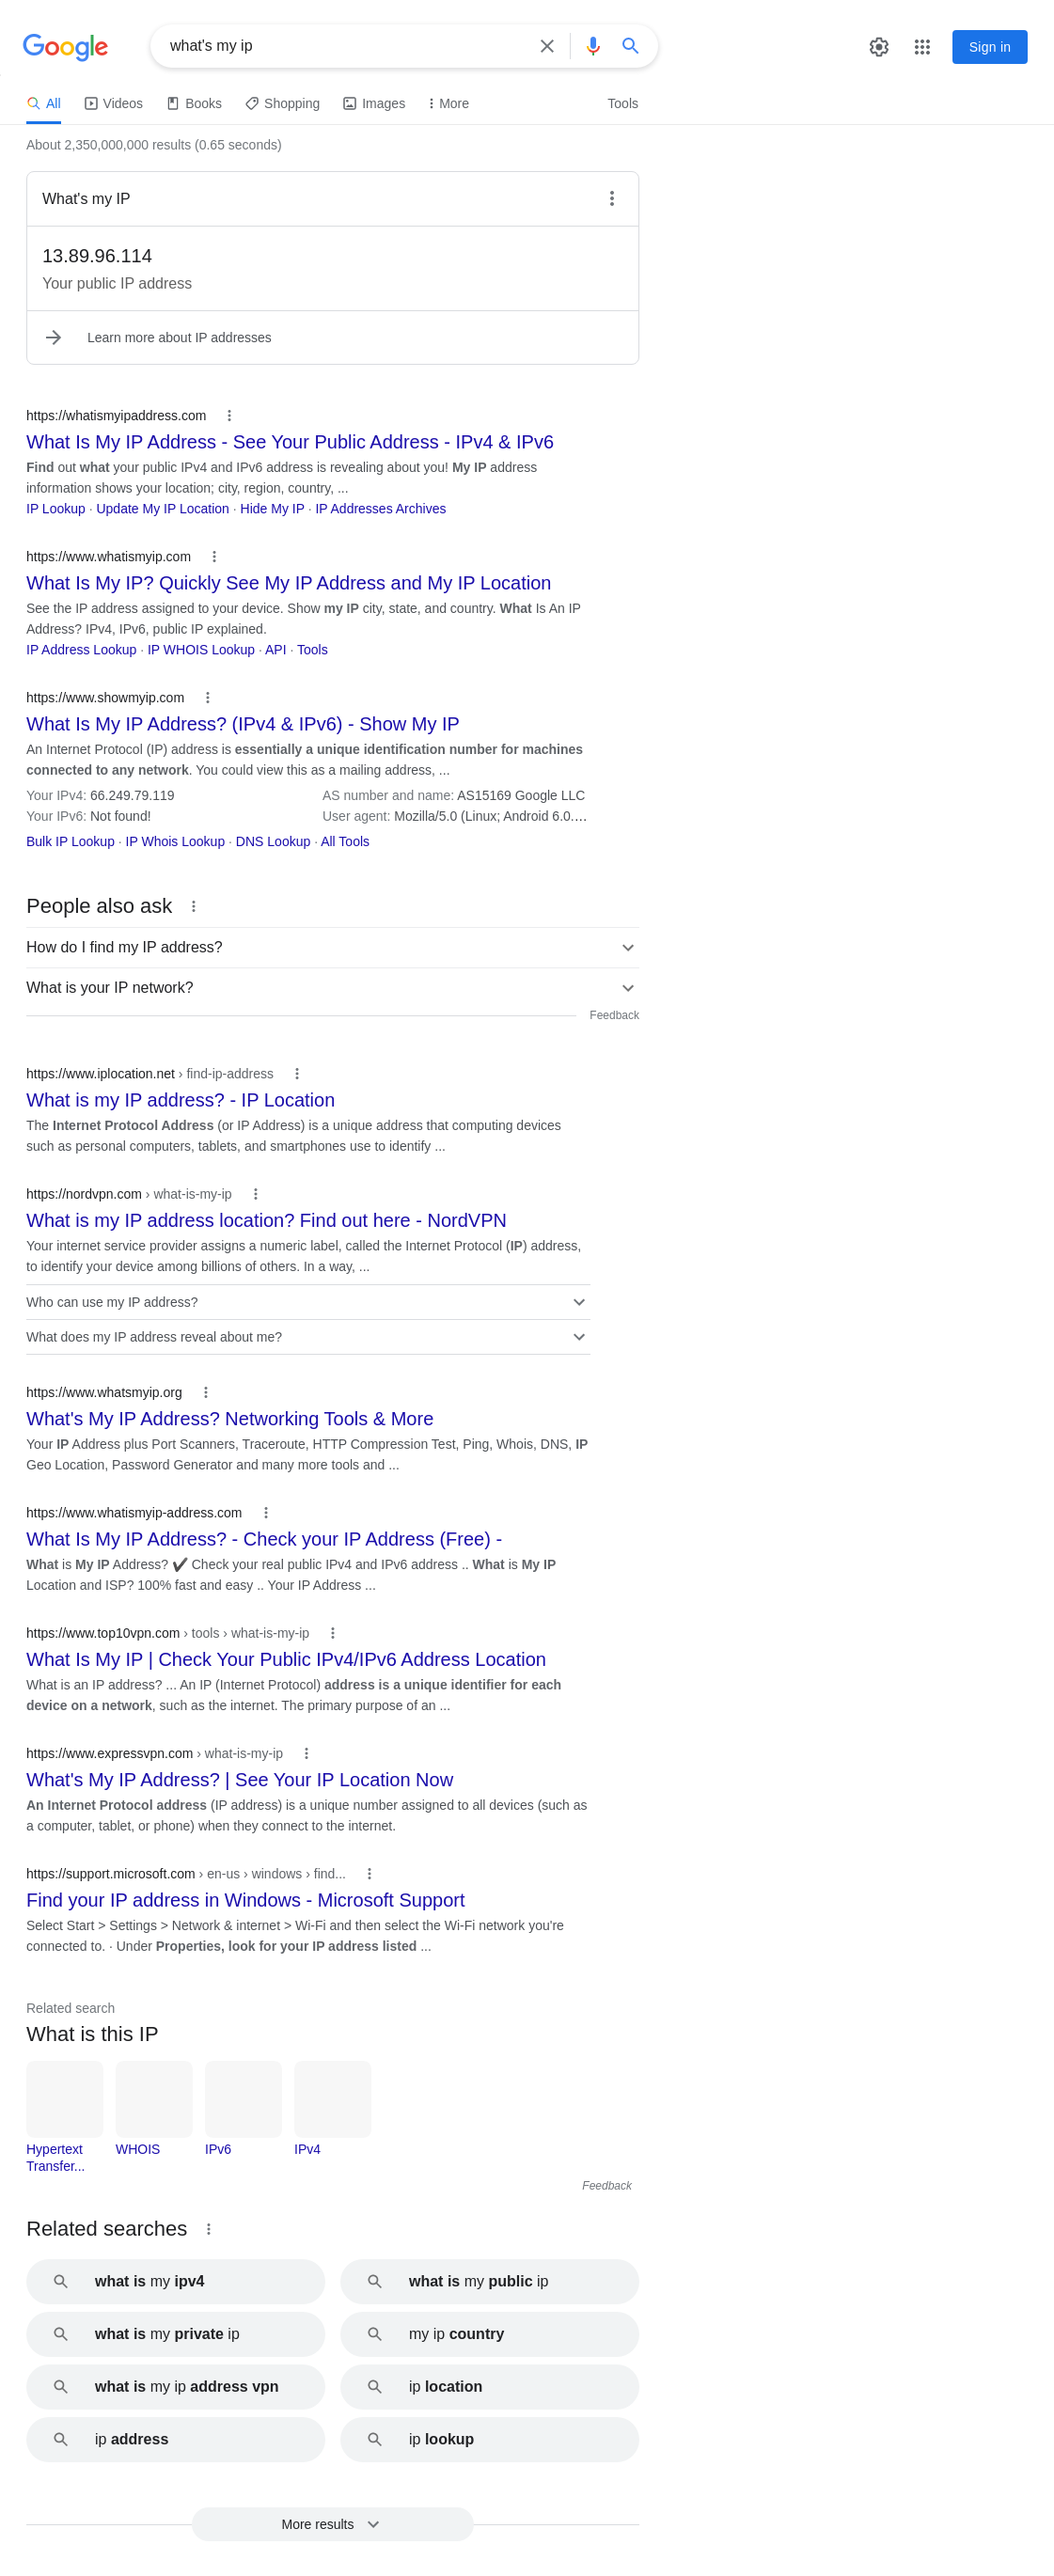 Google
what's my ip
Sign in
All
Videos
Books
Shopping
Images
More
Tools
About 2,350,000,000 results (0.65 seconds)
What's my IP
13.89.96.114
Your public IP address
Learn more about IP addresses
https://whatismyipaddress.com
What Is My IP Address - See Your Public Address - IPv4 & IPv6
Find out what your public IPv4 and IPv6 address is revealing about you! My IP address
information shows your location; city, region, country, ...
IP Lookup · Update My IP Location · Hide My IP · IP Addresses Archives
https://www.whatismyip.com
What Is My IP? Quickly See My IP Address and My IP Location
See the IP address assigned to your device. Show my IP city, state, and country. What Is An IP
Address? IPv4, IPv6, public IP explained.
IP Address Lookup · IP WHOIS Lookup · API · Tools
https://www.showmyip.com
What Is My IP Address? (IPv4 & IPv6) - Show My IP
An Internet Protocol (IP) address is essentially a unique identification number for machines
connected to any network. You could view this as a mailing address, ...
Your IPv4: 66.249.79.119
AS number and name: AS15169 Google LLC
Your IPv6: Not found!
User agent: Mozilla/5.0 (Linux; Android 6.0.…
Bulk IP Lookup · IP Whois Lookup · DNS Lookup · All Tools
People also ask
How do I find my IP address?
What is your IP network?
Feedback
https://www.iplocation.net › find-ip-address
What is my IP address? - IP Location
The Internet Protocol Address (or IP Address) is a unique address that computing devices
such as personal computers, tablets, and smartphones use to identify ...
https://nordvpn.com › what-is-my-ip
What is my IP address location? Find out here - NordVPN
Your internet service provider assigns a numeric label, called the Internet Protocol (IP) address,
to identify your device among billions of others. In a way, ...
Who can use my IP address?
What does my IP address reveal about me?
https://www.whatsmyip.org
What's My IP Address? Networking Tools & More
Your IP Address plus Port Scanners, Traceroute, HTTP Compression Test, Ping, Whois, DNS, IP
Geo Location, Password Generator and many more tools and ...
https://www.whatismyip-address.com
What Is My IP Address? - Check your IP Address (Free) -
What is My IP Address? ✔ Check your real public IPv4 and IPv6 address .. What is My IP
Location and ISP? 100% fast and easy .. Your IP Address ...
https://www.top10vpn.com › tools › what-is-my-ip
What Is My IP | Check Your Public IPv4/IPv6 Address Location
What is an IP address? ... An IP (Internet Protocol) address is a unique identifier for each
device on a network, such as the internet. The primary purpose of an ...
https://www.expressvpn.com › what-is-my-ip
What's My IP Address? | See Your IP Location Now
An Internet Protocol address (IP address) is a unique number assigned to all devices (such as
a computer, tablet, or phone) when they connect to the internet.
https://support.microsoft.com › en-us › windows › find...
Find your IP address in Windows - Microsoft Support
Select Start > Settings > Network & internet > Wi-Fi and then select the Wi-Fi network you're
connected to. · Under Properties, look for your IP address listed ...
Related search
What is this IP
Hypertext
Transfer...
WHOIS
IPv6
IPv4
Feedback
Related searches
what is my ipv4
what is my public ip
what is my private ip
my ip country
what is my ip address vpn
ip location
ip address
ip lookup
More results